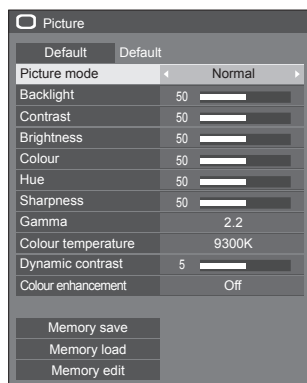 Picture
Default Default
Picture mode Normal
Backlight 50
Contrast 50
Brightness 50
Colour 50
Hue 50
Sharpness 50
Gamma 2.2
Colour temperature 9300K
Dynamic contrast 5
Colour enhancement Off
Memory save
Memory load
Memory edit